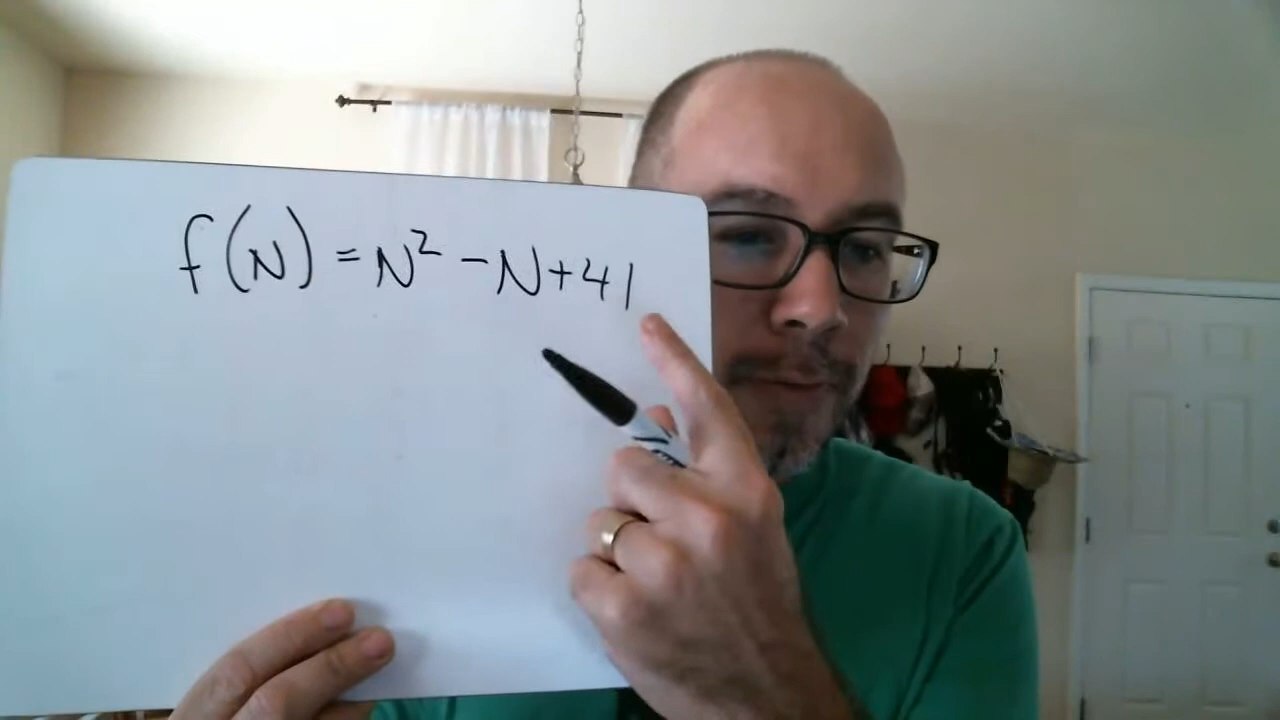 f(N) = N² - N + 41